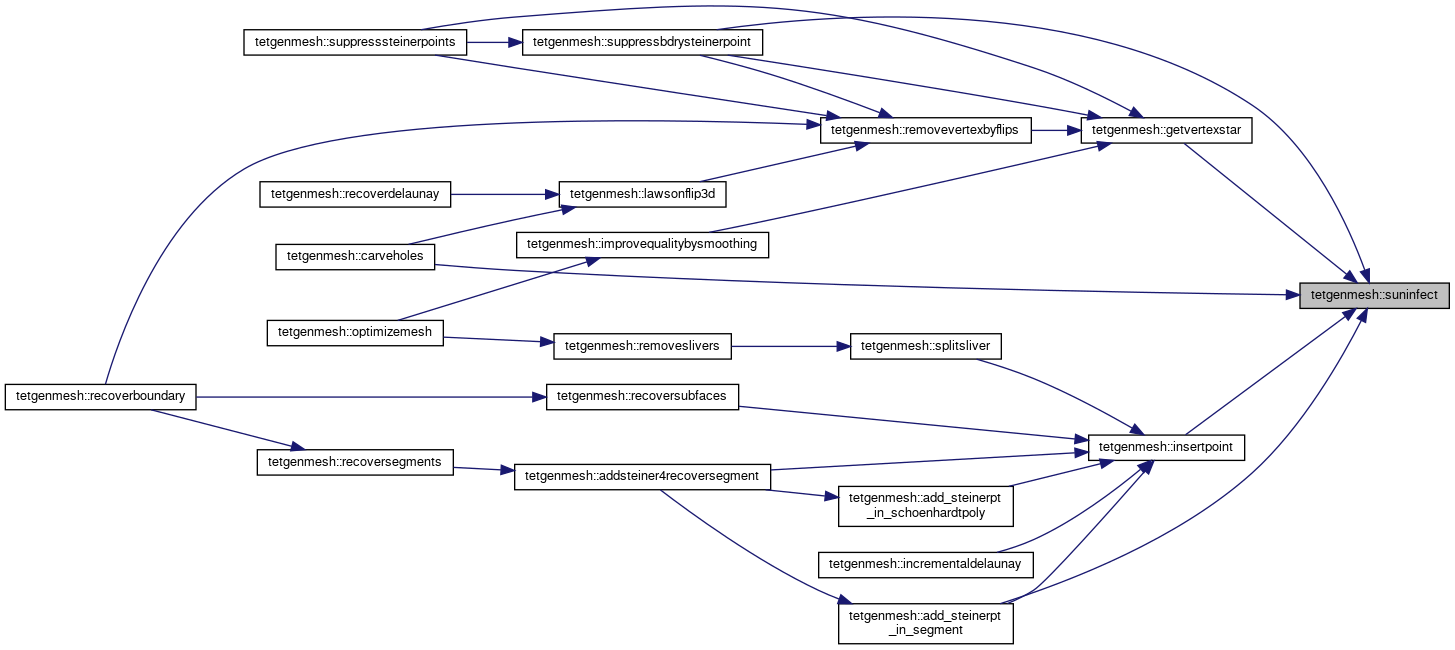 tetgenmesh::suppresssteinerpoints
tetgenmesh::suppressbdrysteinerpoint
tetgenmesh::removevertexbyflips
tetgenmesh::getvertexstar
tetgenmesh::recoverdelaunay
tetgenmesh::lawsonflip3d
tetgenmesh::improvequalitybysmoothing
tetgenmesh::carveholes
tetgenmesh::suninfect
tetgenmesh::optimizemesh
tetgenmesh::removeslivers
tetgenmesh::splitsliver
tetgenmesh::recoverboundary
tetgenmesh::recoversubfaces
tetgenmesh::insertpoint
tetgenmesh::recoversegments
tetgenmesh::addsteiner4recoversegment
tetgenmesh::add_steinerpt
_in_schoenhardtpoly
tetgenmesh::incrementaldelaunay
tetgenmesh::add_steinerpt
_in_segment